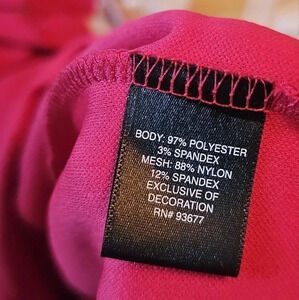 BODY: 97% POLYESTER
3% SPANDEX
MESH: 88% NYLON
12% SPANDEX
EXCLUSIVE OF
DECORATION
RN# 93677